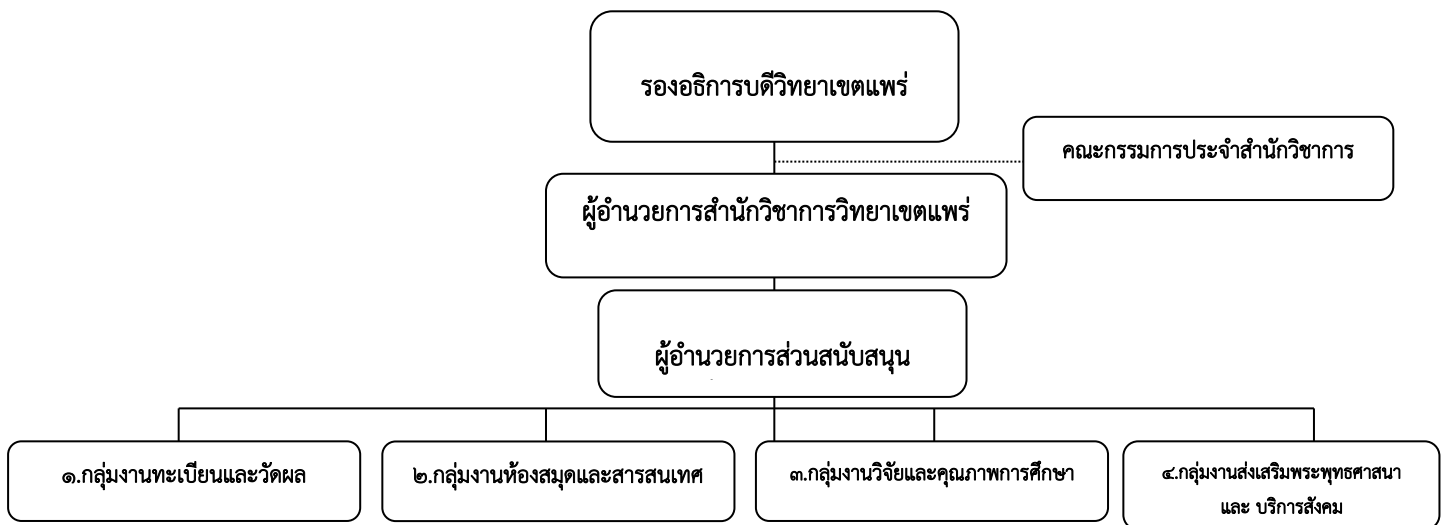 รองอธิการบดีวิทยาเขตแพร่
คณะกรรมการประจำสำนักวิชาการ
ผู้อำนวยการสำนักวิชาการวิทยาเขตแพร่
ผู้อำนวยการส่วนสนับสนุน
๑.กลุ่มงานทะเบียนและวัดผล
๒.กลุ่มงานห้องสมุดและสารสนเทศ
๓.กลุ่มงานวิจัยและคุณภาพการศึกษา
๔.กลุ่มงานส่งเสริมพระพุทธศาสนา
และ บริการสังคม